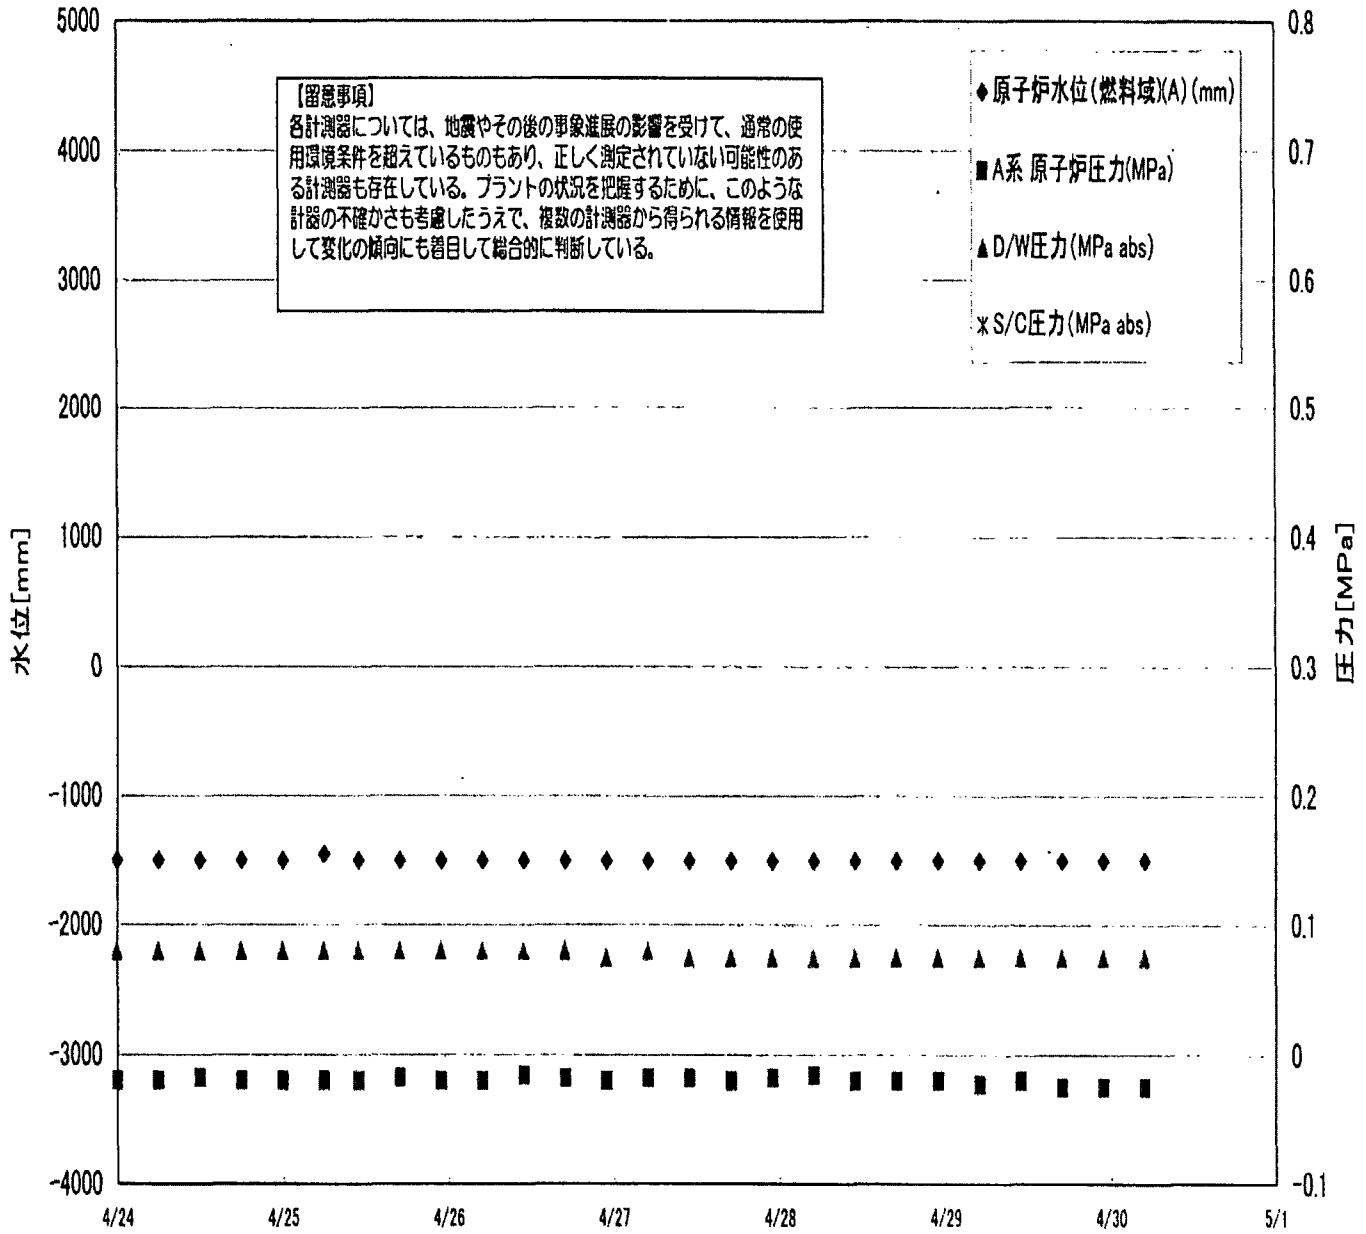 5000
4000
3000
2000
1000
0
-1000
-2000
-3000
-4000
水位[mm]
【留意事項】
各計測器については、地震やその後の事象進展の影響を受けて、通常の使
用環境条件を超えているものもあり、正しく測定されていない可能性のあ
る計測器も存在している。プラントの状況を把握するために、このような
計器の不確かさも考慮したうえで、複数の計測器から得られる情報を使用
して変化の傾向にも着目して総合的に判断している。
原子炉水位(燃料域)(A)(mm)
A系 原子炉圧力(MPa)
D/W圧力(MPa abs)
S/C圧力(MPa abs)
0.8
0.7
0.6
0.5
0.4
0.3
0.2
0.1
0
-0.1
圧力[MPa]
4/24 4/25 4/26 4/27 4/28 4/29 4/30 5/1